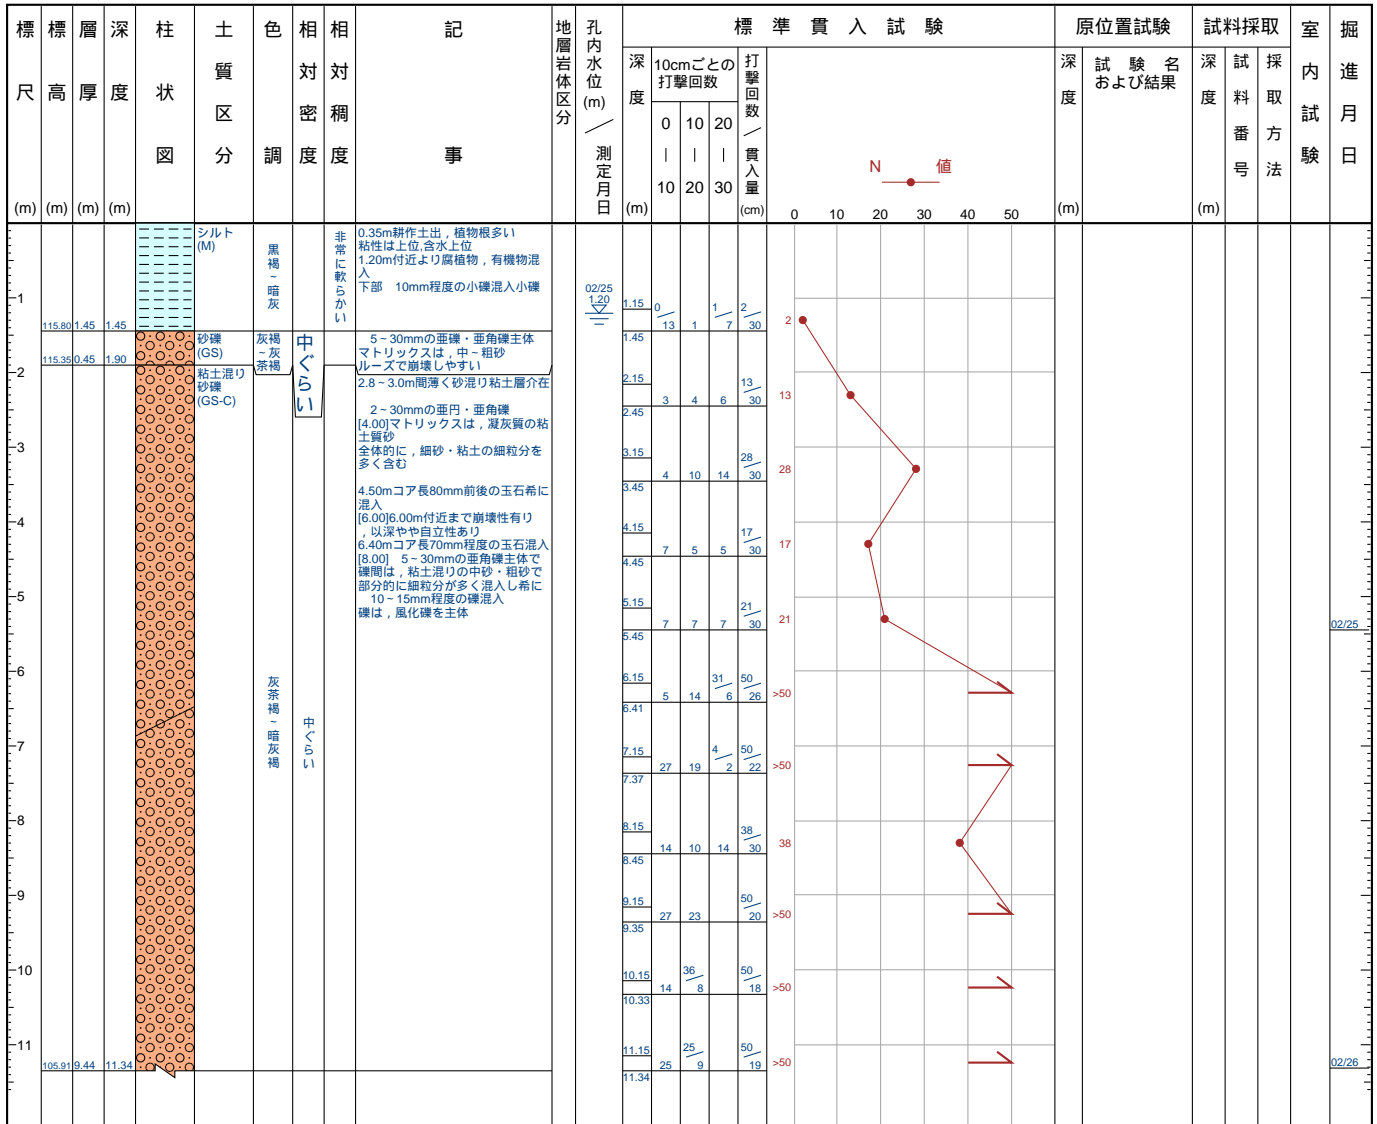 標尺(m)
標高(m)
層厚(m)
深度(m)
柱状図
土質区分
色調
相対密度
相対稠度
記事
地層岩体区分
孔内水位(m)／測定月日
標準貫入試験
深度(m)
10cmごとの
打撃回数
0｜10
10｜20
20｜30
打撃回数／貫入量(cm)
N 値
0 10 20 30 40 50
原位置試験
深度(m)
試験名
および結果
試料採取
深度(m)
試料番号
採取方法
室内試験
掘進月日
1
2
3
4
5
6
7
8
9
10
11
115.80 1.45 1.45
115.35 0.45 1.90
105.91 9.44 11.34
シルト
(M)
砂礫
(GS)
粘土混り
砂礫
(GS-C)
黒褐~暗灰
灰褐
~灰
茶褐
灰茶褐~暗灰褐
中ぐらい
中ぐらい
非常に軟らかい
0.35m耕作土出，植物根多い
粘性は上位,含水上位
1.20m付近より腐植物，有機物混
入
下部　10mm程度の小礫混入小礫
5~30mmの亜礫・亜角礫主体
マトリックスは，中~粗砂
ルーズで崩壊しやすい
2.8~3.0m間薄く砂混り粘土層介在
2~30mmの亜円・亜角礫
[4.00]マトリックスは，凝灰質の粘
土質砂
全体的に，細砂・粘土の細粒分を
多く含む
4.50mコア長80mm前後の玉石希に
混入
[6.00]6.00m付近まで崩壊性有り
，以深やや自立性あり
6.40mコア長70mm程度の玉石混入
[8.00]　5~30mmの亜角礫主体で
礫間は，粘土混りの中砂・粗砂で
部分的に細粒分が多く混入し希に
10~15mm程度の礫混入
礫は，風化礫を主体
02/25
1.20
1.15 0/13 1 1/7 2/30 2
1.45
2.15 3 4 6 13/30 13
2.45
3.15 4 10 14 28/30 28
3.45
4.15 7 5 5 17/30 17
4.45
5.15 7 7 7 21/30 21
5.45
6.15 5 14 31/6 50/26 >50
6.41
7.15 27 19 4/2 50/22 >50
7.37
8.15 14 10 14 38/30 38
8.45
9.15 27 23 50/20 >50
9.35
10.15 14 36/8 50/18 >50
10.33
11.15 25 25/9 50/19 >50
11.34
02/25
02/26